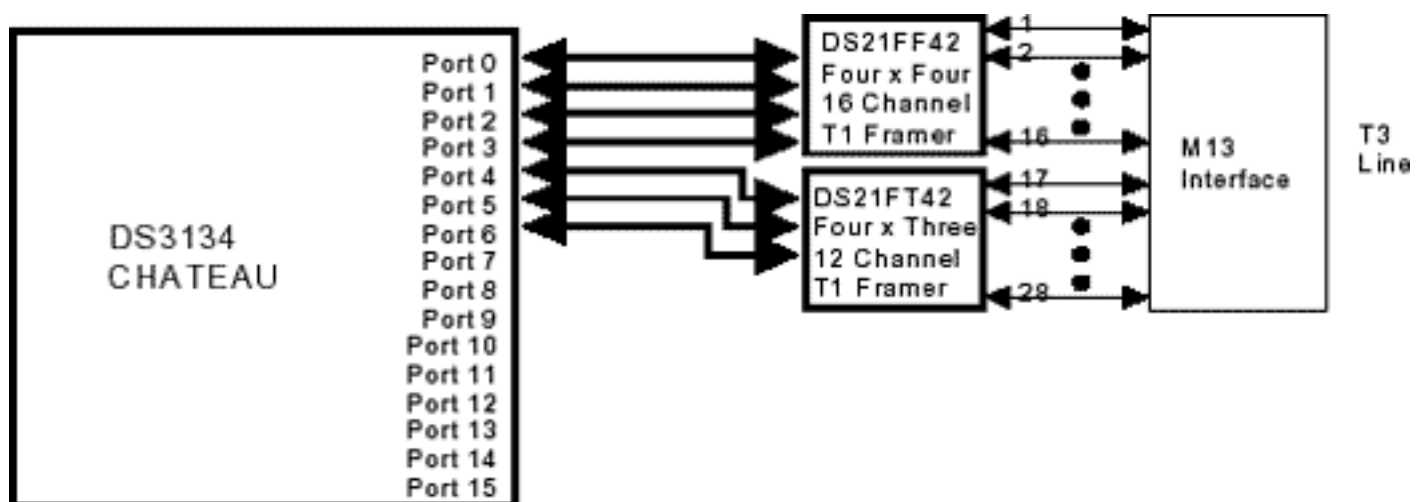 DS3134
CHATEAU
Port 0
Port 1
Port 2
Port 3
Port 4
Port 5
Port 6
Port 7
Port 8
Port 9
Port 10
Port 11
Port 12
Port 13
Port 14
Port 15
DS21FF42
Four x Four
16 Channel
T1 Framer
DS21FT42
Four x Three
12 Channel
T1 Framer
1
2
16
17
18
28
M13
Interface
T3
Line